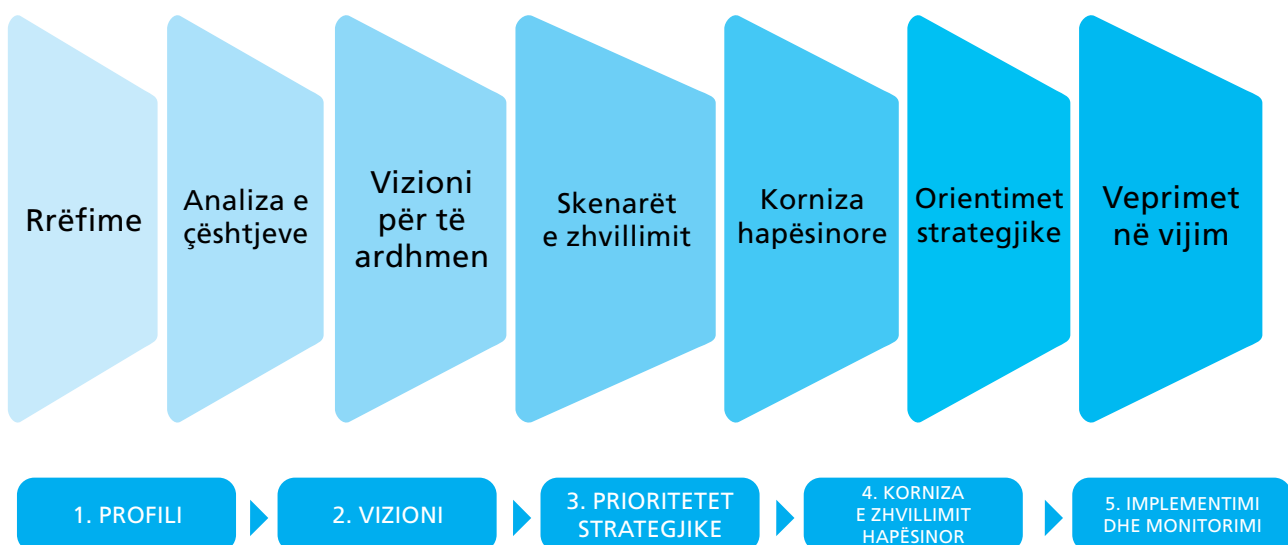 Rrëfime
Analiza e
çështjeve
Vizioni
për të
ardhmen
Skenarët
e zhvillimit
Korniza
hapësinore
Orientimet
strategjike
Veprimet
në vijim
1. PROFILI
2. VIZIONI
3. PRIORITETET
STRATEGJIKE
4. KORNIZA
E ZHVILLIMIT
HAPËSINOR
5. IMPLEMENTIMI
DHE MONITORIMI